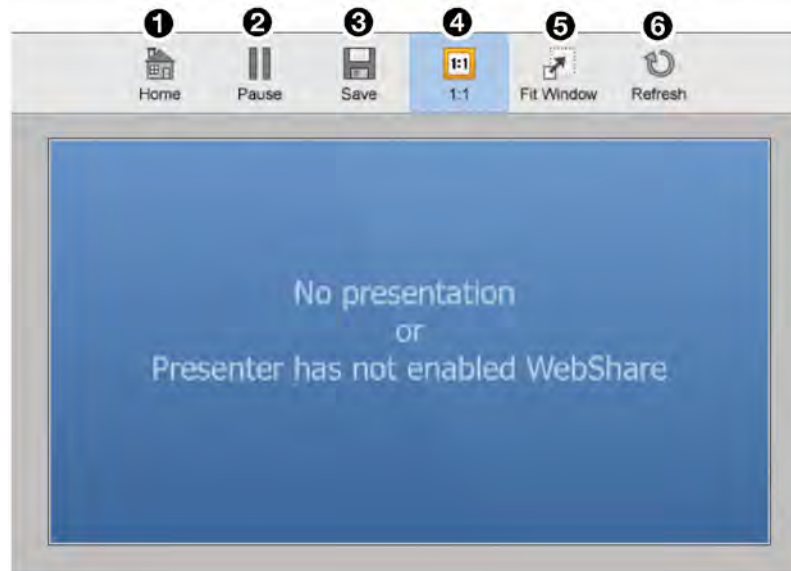 1 2 3 4 5 6
1:1
Home Pause Save 1:1 Fit Window Refresh
No presentation
or
Presenter has not enabled WebShare